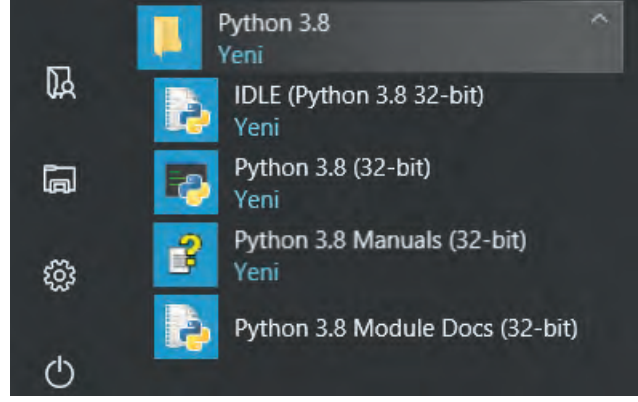 Python 3.8
Yeni
IDLE (Python 3.8 32-bit)
Yeni
Python 3.8 (32-bit)
Yeni
Python 3.8 Manuals (32-bit)
Yeni
Python 3.8 Module Docs (32-bit)